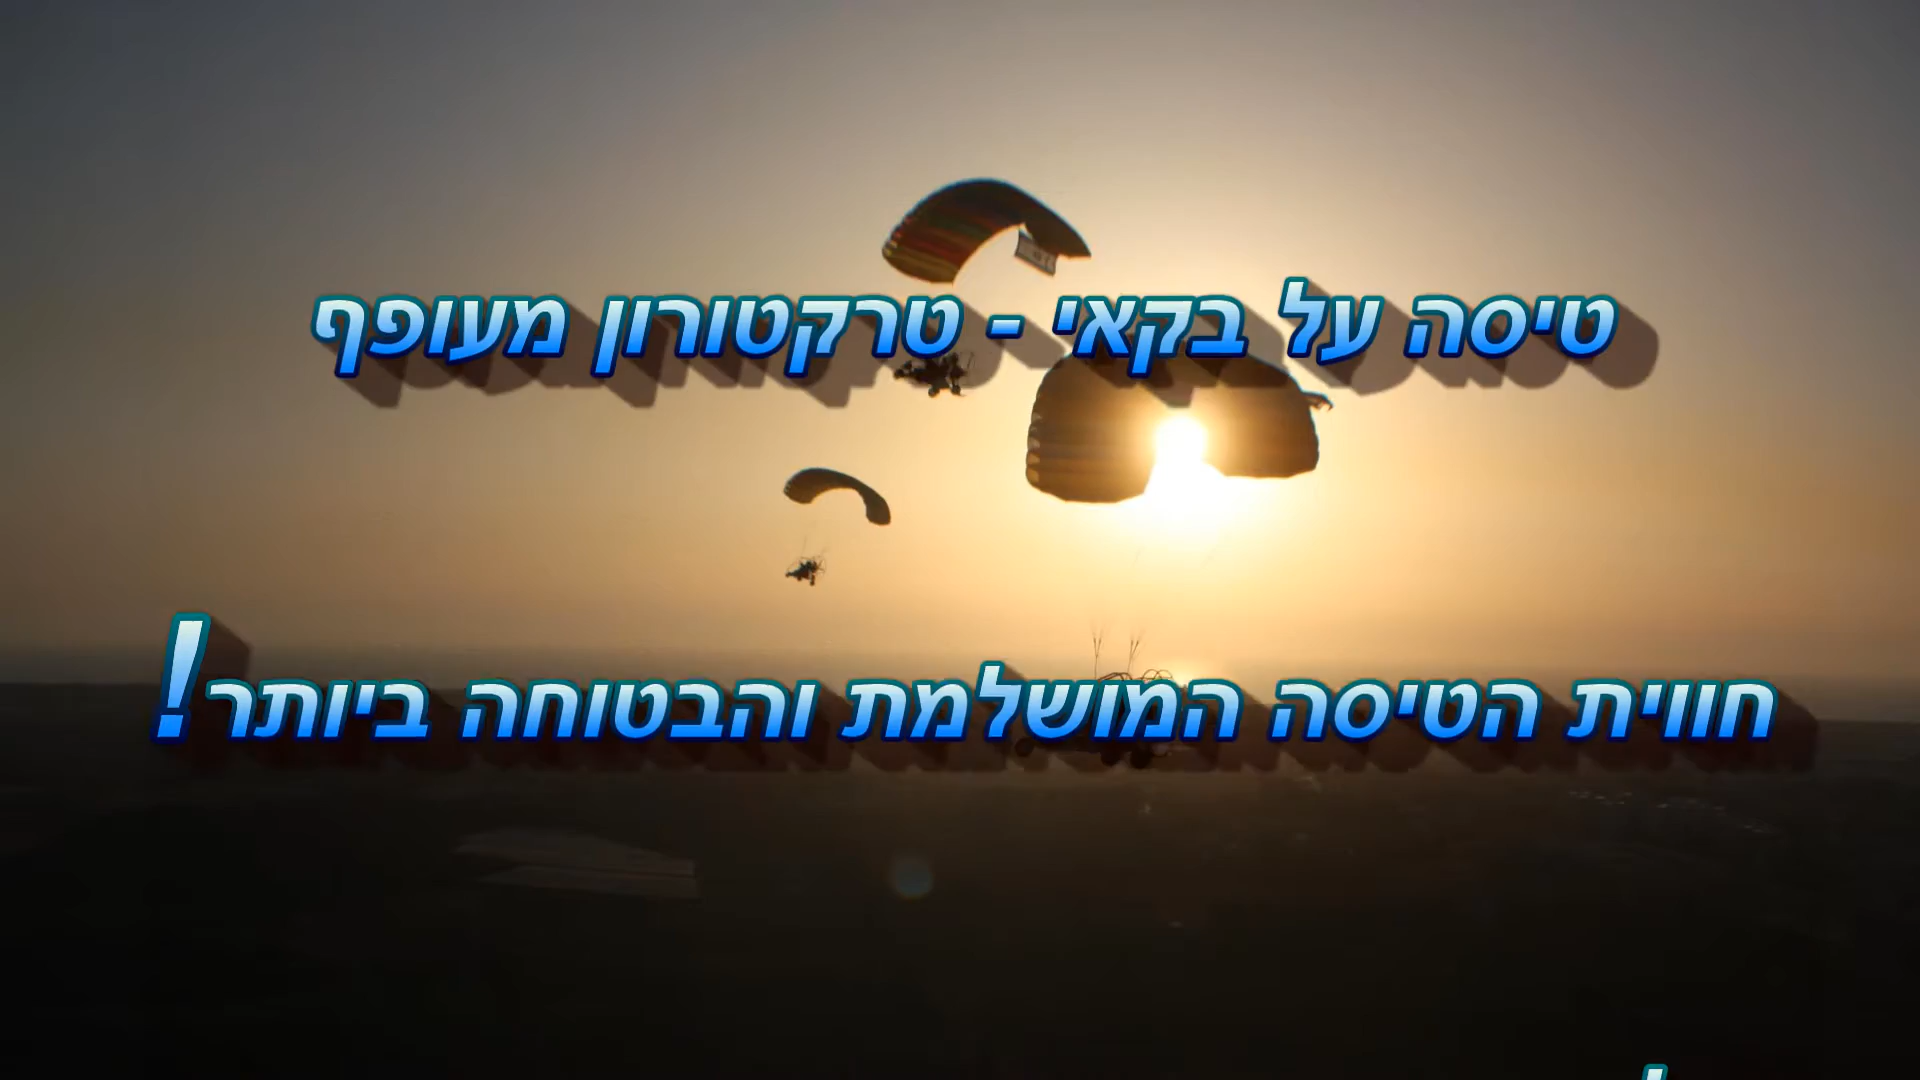 טיסה על בקאי - טרקטורון מעופף
חווית הטיסה המושלמת והבטוחה ביותר!